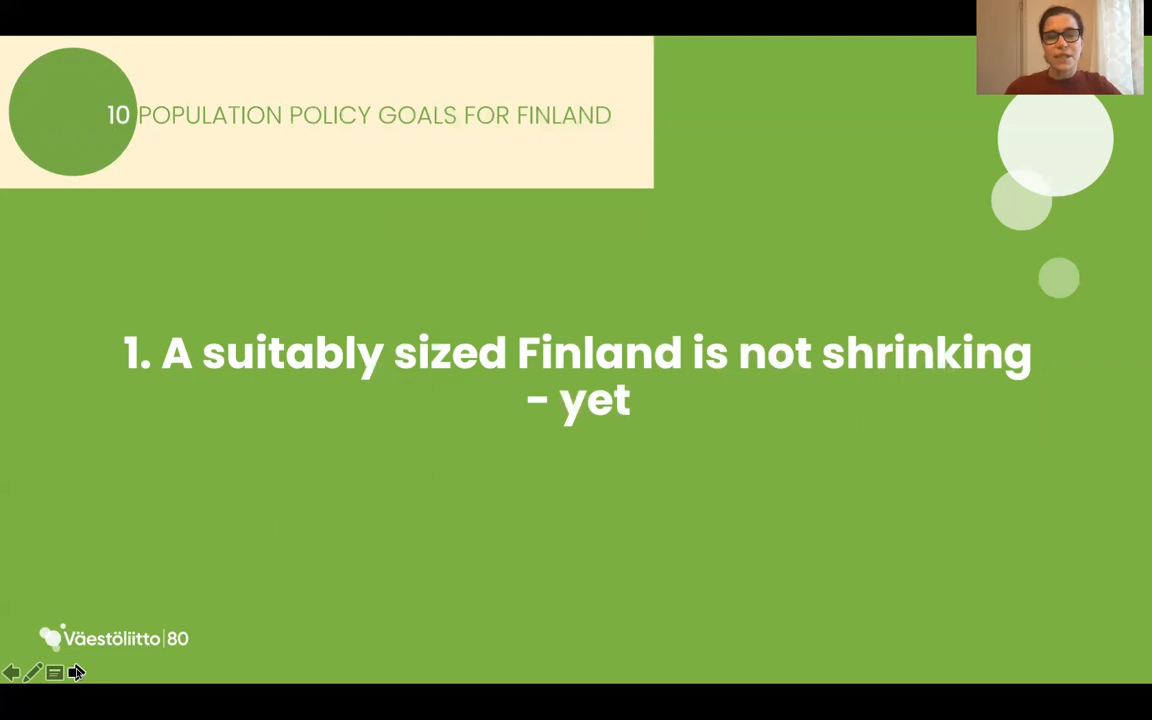 10 POPULATION POLICY GOALS FOR FINLAND
1. A suitably sized Finland is not shrinking
- yet
Väestöliitto|80